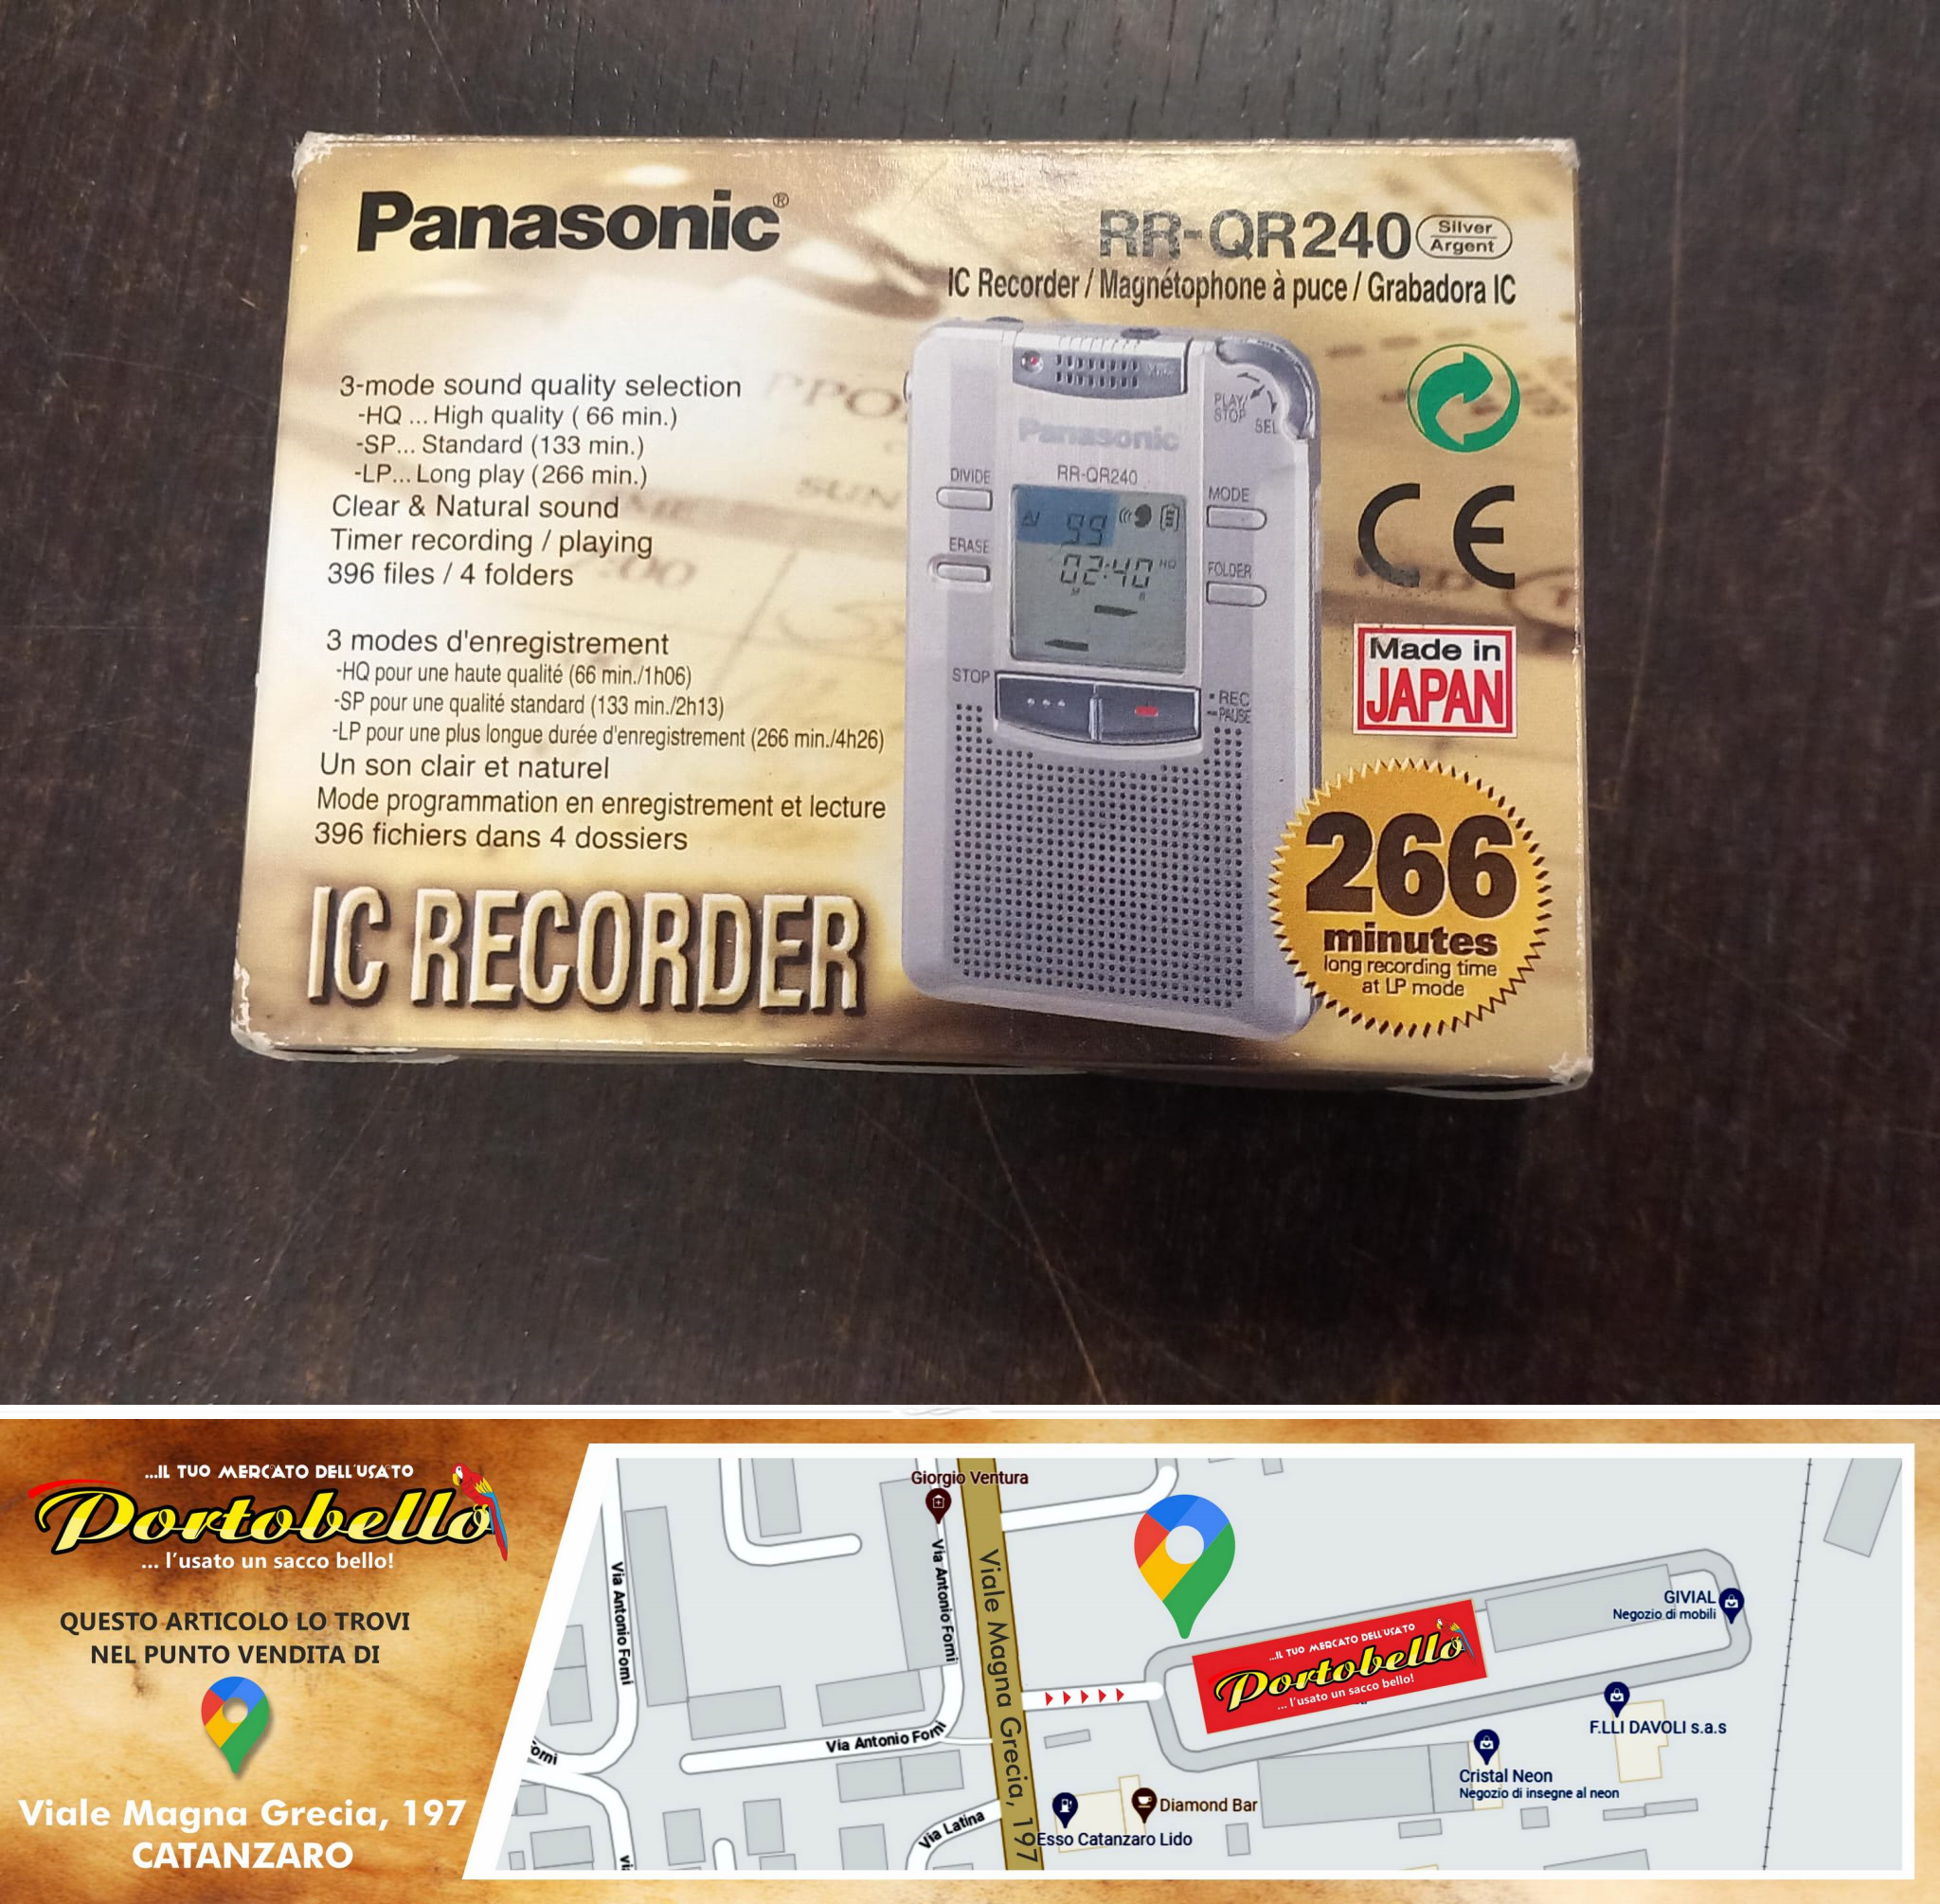 Panasonic®
RR-QR240 Silver Argent
IC Recorder / Magnétophone à puce / Grabadora IC
3-mode sound quality selection
-HQ ... High quality ( 66 min.)
-SP... Standard (133 min.)
-LP... Long play (266 min.)
Clear & Natural sound
Timer recording / playing
396 files / 4 folders
3 modes d'enregistrement
-HQ pour une haute qualité (66 min./1h06)
-SP pour une qualité standard (133 min./2h13)
-LP pour une plus longue durée d'enregistrement (266 min./4h26)
Un son clair et naturel
Mode programmation en enregistrement et lecture
396 fichiers dans 4 dossiers
IC RECORDER
PLAY/
STOP
SEL
Panasonic
RR-QR240
DIVIDE
MODE
ERASE
FOLDER
99
02:40 HQ
STOP
• REC
PAUSE
CE
Made in
JAPAN
266
minutes
long recording time
at LP mode
SUN
...IL TUO MERCATO DELL'USATO
Portobello
... l'usato un sacco bello!
QUESTO ARTICOLO LO TROVI
NEL PUNTO VENDITA DI
Viale Magna Grecia, 197
CATANZARO
Giorgio Ventura
Via Antonio Forni
Via Antonio Forni
Viale Magna Grecia, 197
Via Antonio Forni
Via Latina
...IL TUO MERCATO DELL'USATO
Portobello
... l'usato un sacco bello!
GIVIAL
Negozio di mobili
F.LLI DAVOLI s.a.s
Cristal Neon
Negozio di insegne al neon
Diamond Bar
Esso Catanzaro Lido